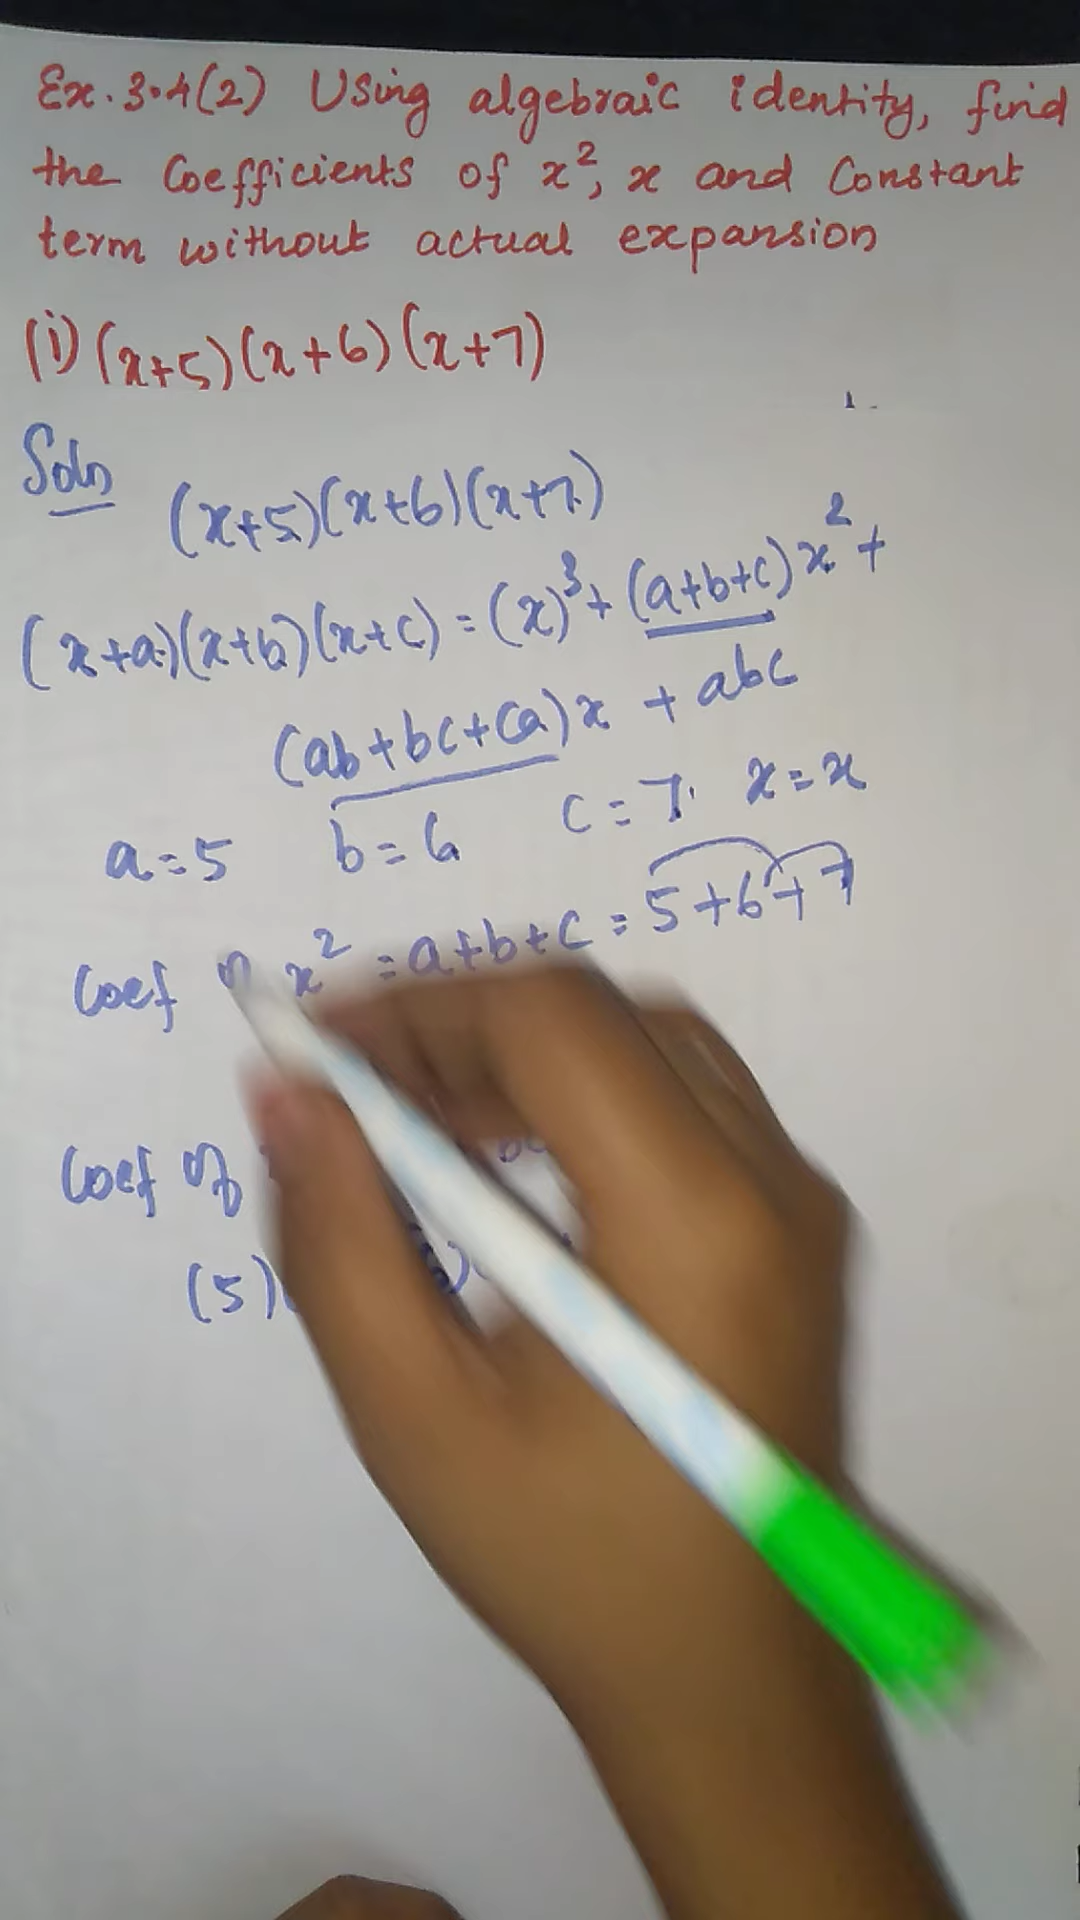 Ex. 3.4(2) Using algebraic identity, find
the Coefficients of x², x and Constant
term without actual expansion
(i) (x+5)(x+6)(x+7)
Soln
(x+5)(x+6)(x+7)
(x+a)(x+b)(x+c) = (x)³ + (a+b+c)x² +
(ab+bc+ca)x + abc
a=5 b=6 c=7. x=x
Coef of x² = a+b+c = 5+6+7
Coef of
(5)